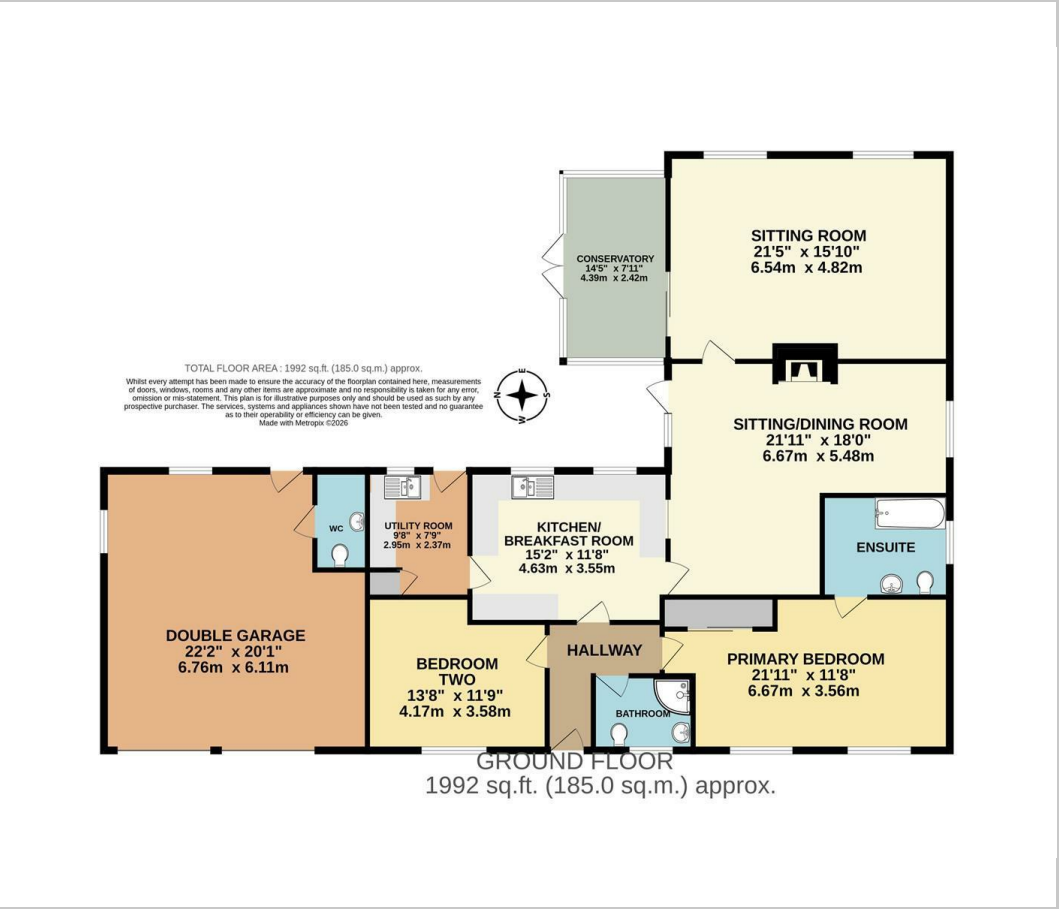 SITTING ROOM
21'5" x 15'10"
6.54m x 4.82m
CONSERVATORY
14'5" x 7'11"
4.39m x 2.42m
TOTAL FLOOR AREA : 1992 sq.ft. (185.0 sq.m.) approx.
Whilst every attempt has been made to ensure the accuracy of the floorplan contained here, measurements
of doors, windows, rooms and any other items are approximate and no responsibility is taken for any error,
omission or mis-statement. This plan is for illustrative purposes only and should be used as such by any
prospective purchaser. The services, systems and appliances shown have not been tested and no guarantee
as to their operability or efficiency can be given.
Made with Metropix ©2026
E
N
S
W
SITTING/DINING ROOM
21'11" x 18'0"
6.67m x 5.48m
WC
UTILITY ROOM
9'8" x 7'9"
2.95m x 2.37m
KITCHEN/
BREAKFAST ROOM
15'2" x 11'8"
4.63m x 3.55m
ENSUITE
DOUBLE GARAGE
22'2" x 20'1"
6.76m x 6.11m
BEDROOM
TWO
13'8" x 11'9"
4.17m x 3.58m
HALLWAY
PRIMARY BEDROOM
21'11" x 11'8"
6.67m x 3.56m
BATHROOM
GROUND FLOOR
1992 sq.ft. (185.0 sq.m.) approx.